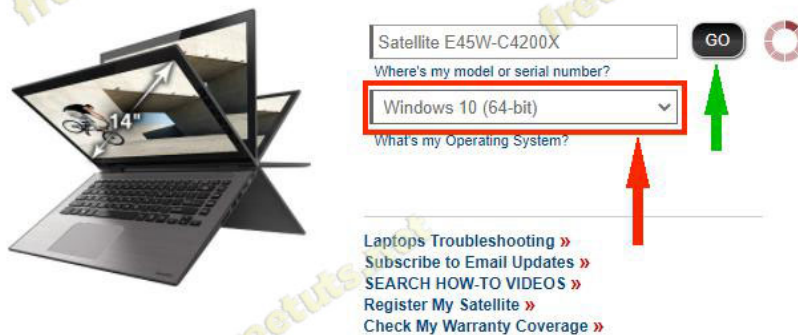 Satellite E45W-C4200X
GO
Where's my model or serial number?
Windows 10 (64-bit)
What's my Operating System?
14"
Laptops Troubleshooting »
Subscribe to Email Updates »
SEARCH HOW-TO VIDEOS »
Register My Satellite »
Check My Warranty Coverage »